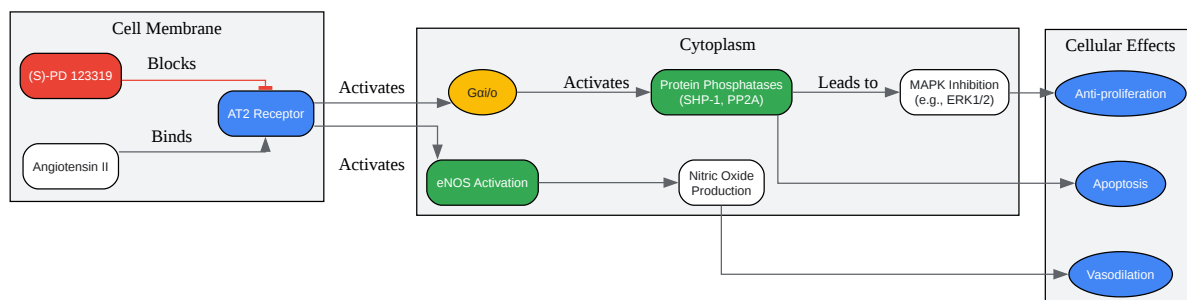 Cell Membrane
(S)-PD 123319
Blocks
AT2 Receptor
Binds
Angiotensin II
Activates
Activates
Cytoplasm
Gαi/o
Activates
Protein Phosphatases
(SHP-1, PP2A)
Leads to
MAPK Inhibition
(e.g., ERK1/2)
eNOS Activation
Nitric Oxide
Production
Cellular Effects
Anti-proliferation
Apoptosis
Vasodilation